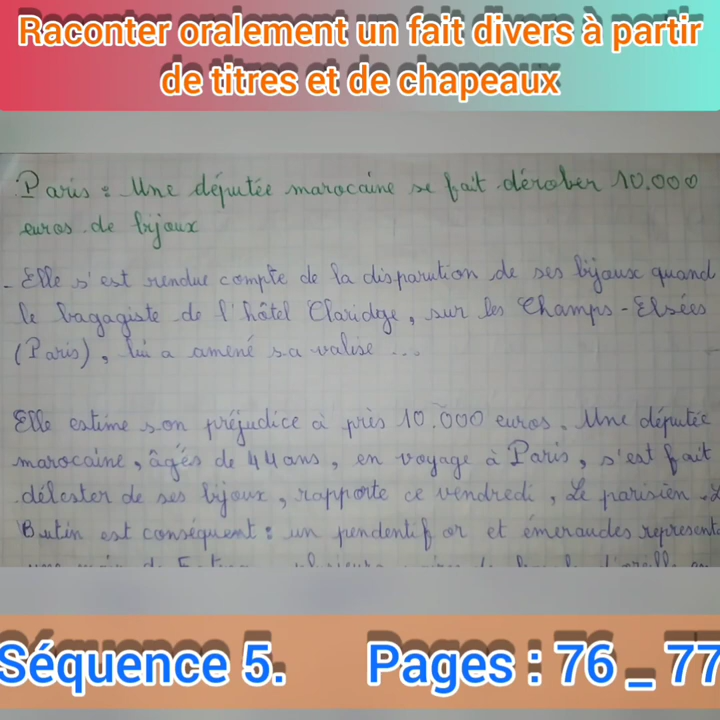 Raconter oralement un fait divers à partir
de titres et de chapeaux
Paris : Une députée marocaine se fait dérober 10.000
euros de bijoux
- Elle s'est rendue compte de la disparution de ses bijoux quand
le bagagiste de l'hôtel Claridge, sur les Champs-Elsées
(Paris), lui a amené sa valise ...
Elle estime son préjudice à près 10.000 euros. Une députée
marocaine, âgés de 44 ans, en voyage à Paris, s'est fait
délester de ses bijoux, rapporte ce vendredi, Le parisien.
Butin est conséquent : un pendentif or et émeraudes représent
Séquence 5. Pages : 76 _ 77